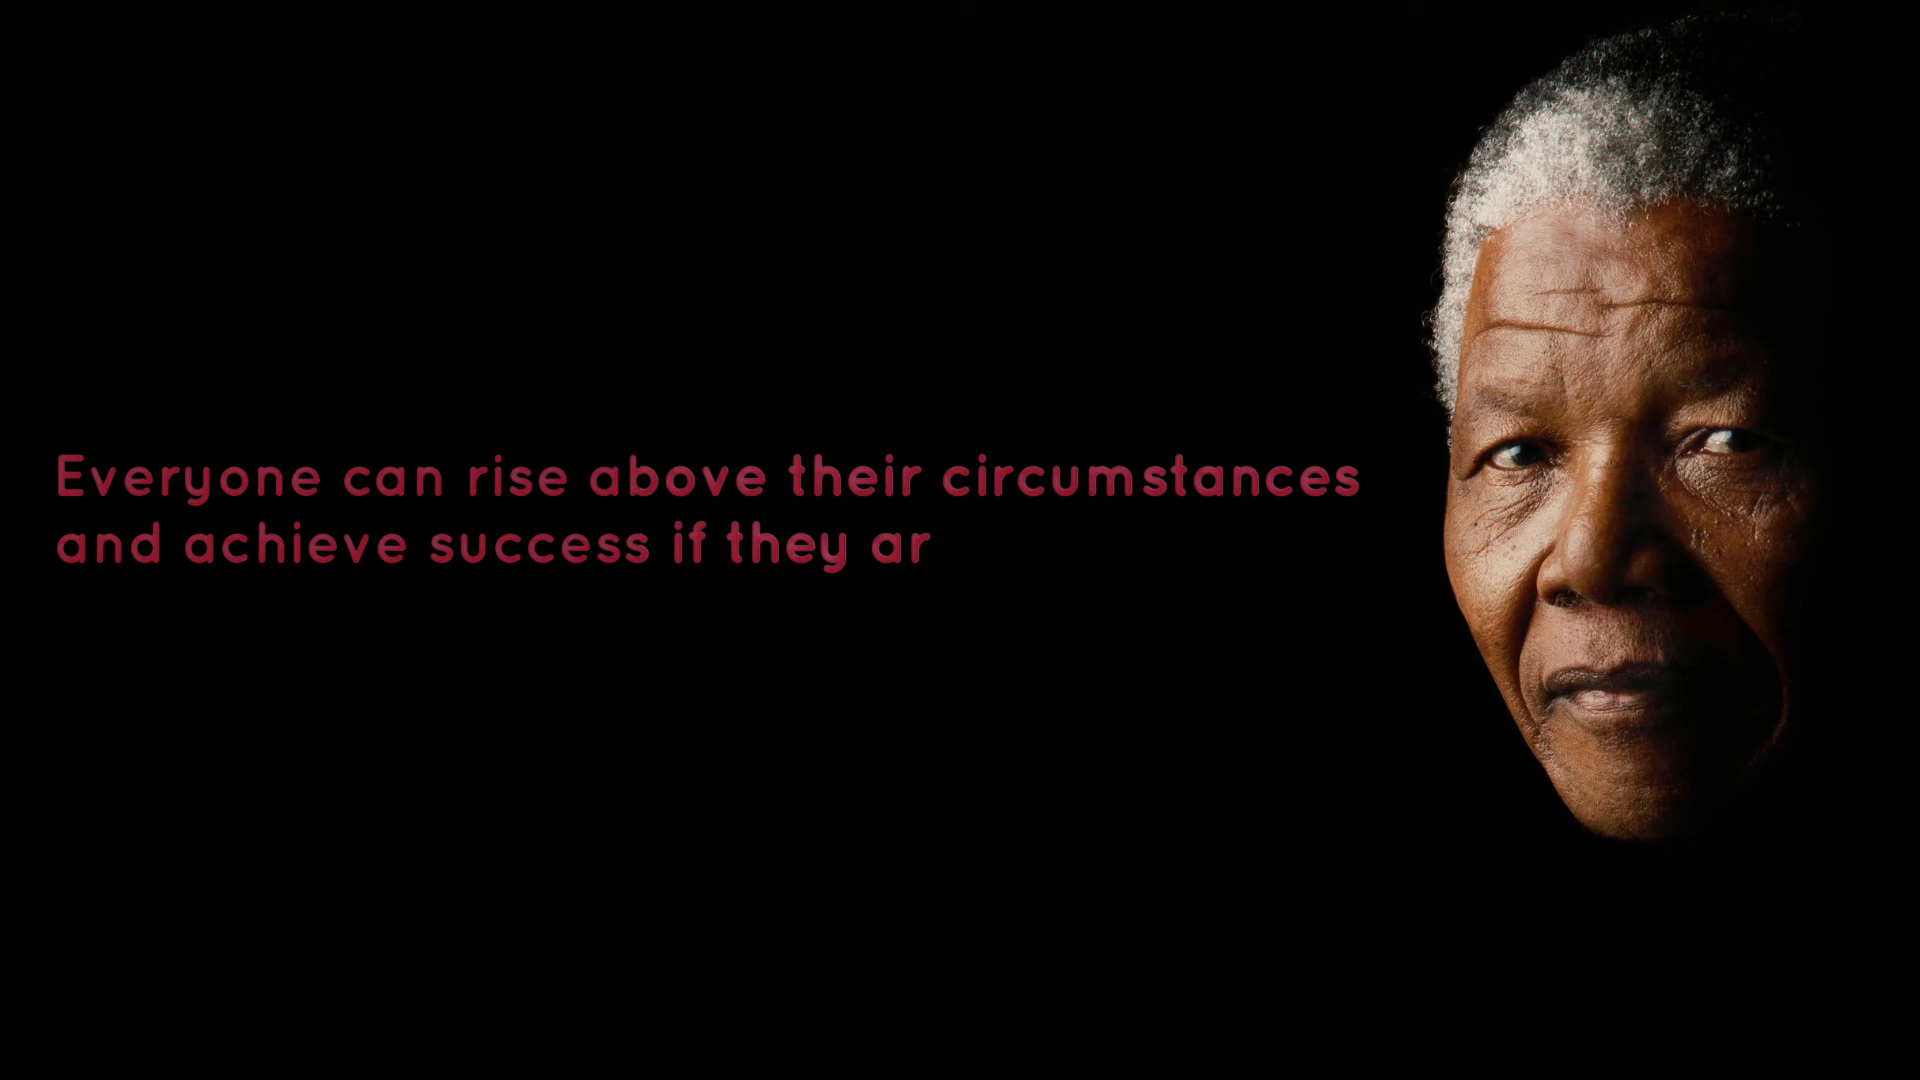 Everyone can rise above their circumstances
and achieve success if they ar